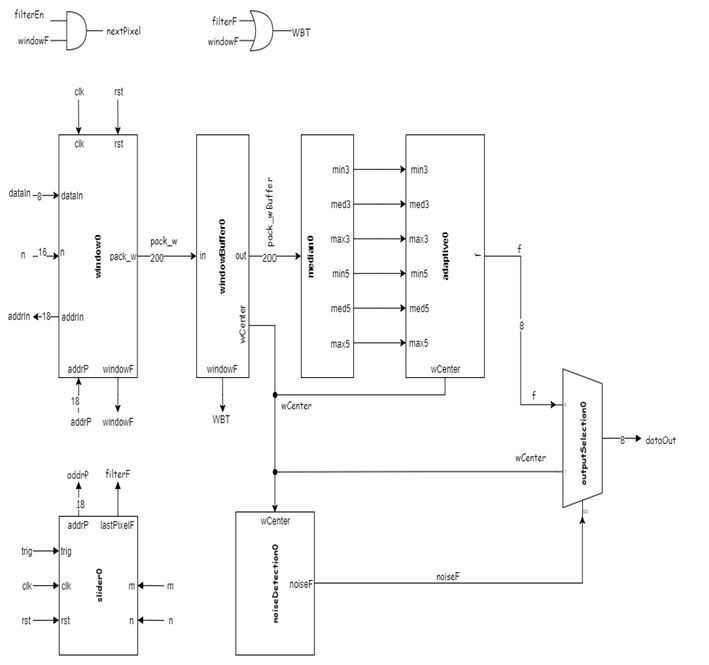 filterEn
windowF
nextPixel
filterF
windowF
WBT
clk
rst
clk
rst
dataIn
8
dataIn
n
16
n
addrIn
18
addrIn
window0
pack_w
addrP
windowF
18
addrP
windowF
pack_w
200
in
windowBuffer0
out
wCenter
windowF
WBT
pack_wBuffer
200
median0
min3
med3
max3
min5
med5
max5
min3
med3
max3
min5
med5
max5
adaptive0
f
wCenter
f
8
f
wCenter
wCenter
outputSelection0
8
dataOut
addrP
filterF
18
addrP
lastPixelF
trig
trig
clk
clk
rst
rst
slider0
m
m
n
n
wCenter
noiseDetection0
noiseF
noiseF